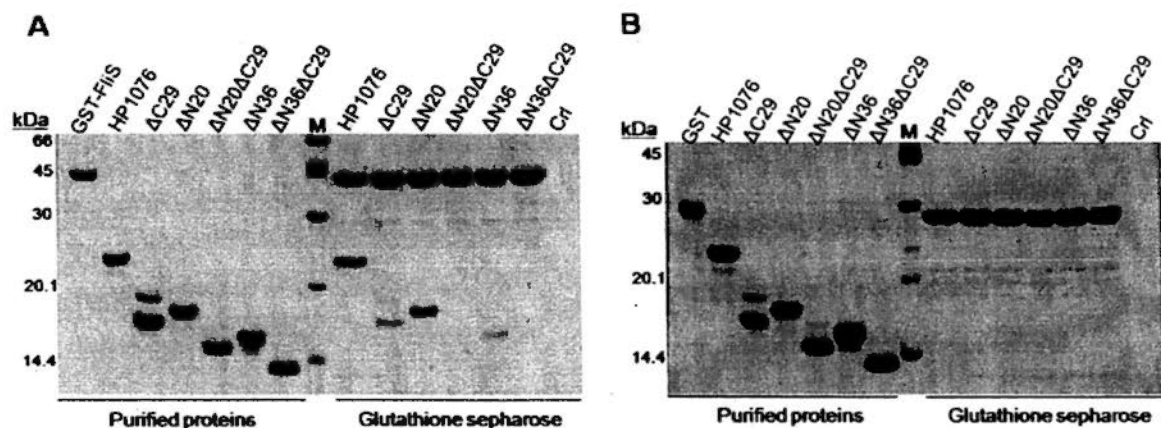 A
kDa
GST-FliS
HP1076
ΔC29
ΔN20
ΔN20ΔC29
ΔN36
ΔN36ΔC29
M
HP1076
ΔC29
ΔN20
ΔN20ΔC29
ΔN36
ΔN36ΔC29
Crl
66
45
30
20.1
14.4
Purified proteins
Glutathione sepharose
B
kDa
GST
HP1076
ΔC29
ΔN20
ΔN20ΔC29
ΔN36
ΔN36ΔC29
M
HP1076
ΔC29
ΔN20
ΔN20ΔC29
ΔN36
ΔN36ΔC29
Crl
45
30
20.1
14.4
Purified proteins
Glutathione sepharose